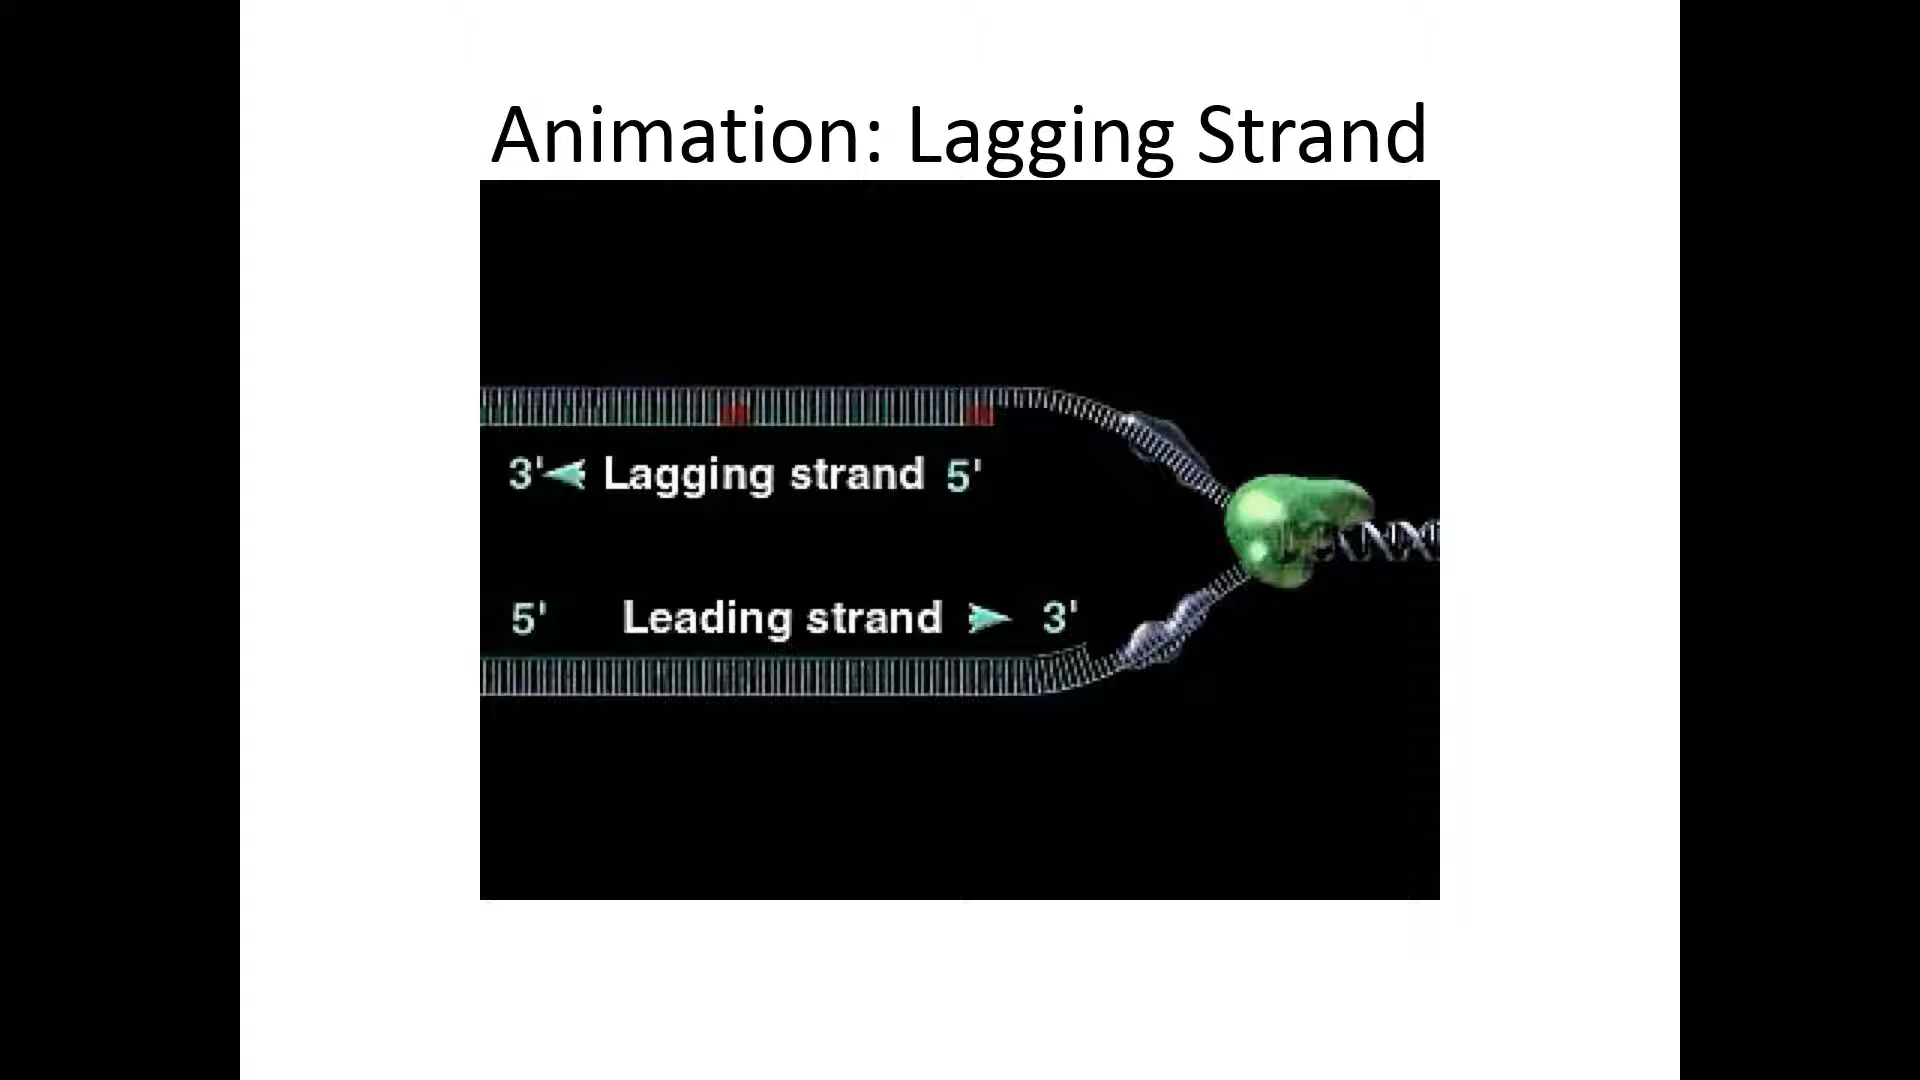 Animation: Lagging Strand
3' Lagging strand 5'
5' Leading strand 3'